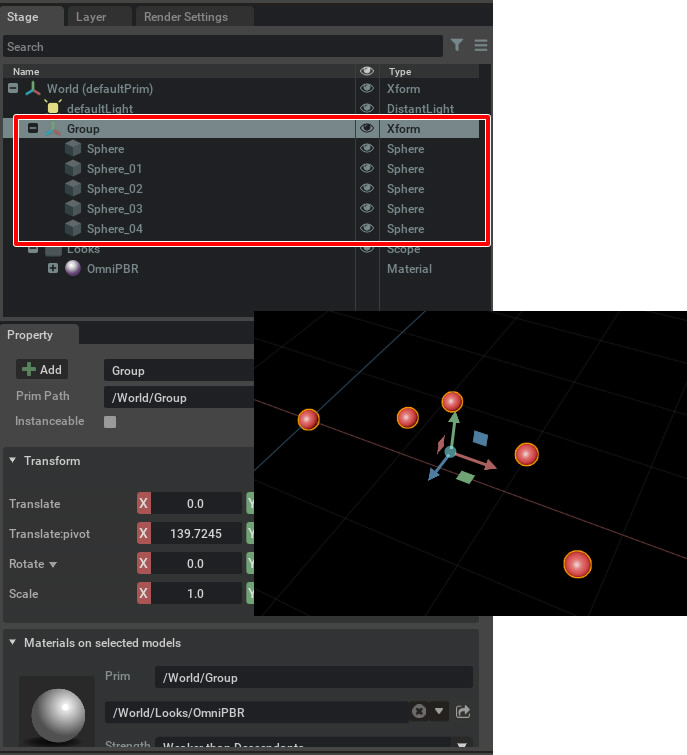 Stage Layer Render Settings
Search
Name Type
World (defaultPrim) Xform
defaultLight DistantLight
Group Xform
Sphere Sphere
Sphere_01 Sphere
Sphere_02 Sphere
Sphere_03 Sphere
Sphere_04 Sphere
Looks Scope
OmniPBR Material
Property
Add Group
Prim Path /World/Group
Instanceable
Transform
Translate X 0.0 Y
Translate:pivot X 139.7245
Rotate X 0.0 Y
Scale X 1.0 Y
Materials on selected models
Prim /World/Group
/World/Looks/OmniPBR
Strength Weaker than Descendants